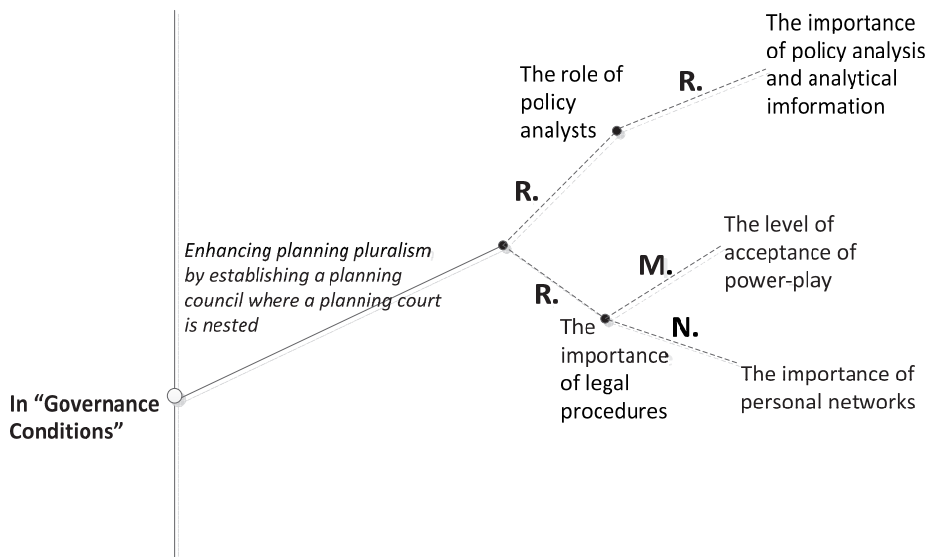 The importance
of policy analysis
and analytical
imformation
The role of
policy
analysts
R.
R.
Enhancing planning pluralism
by establishing a planning
council where a planning court
is nested
The level of
acceptance of
power-play
M.
R.
N.
The
importance
of legal
procedures
The importance of
personal networks
In “Governance
Conditions”